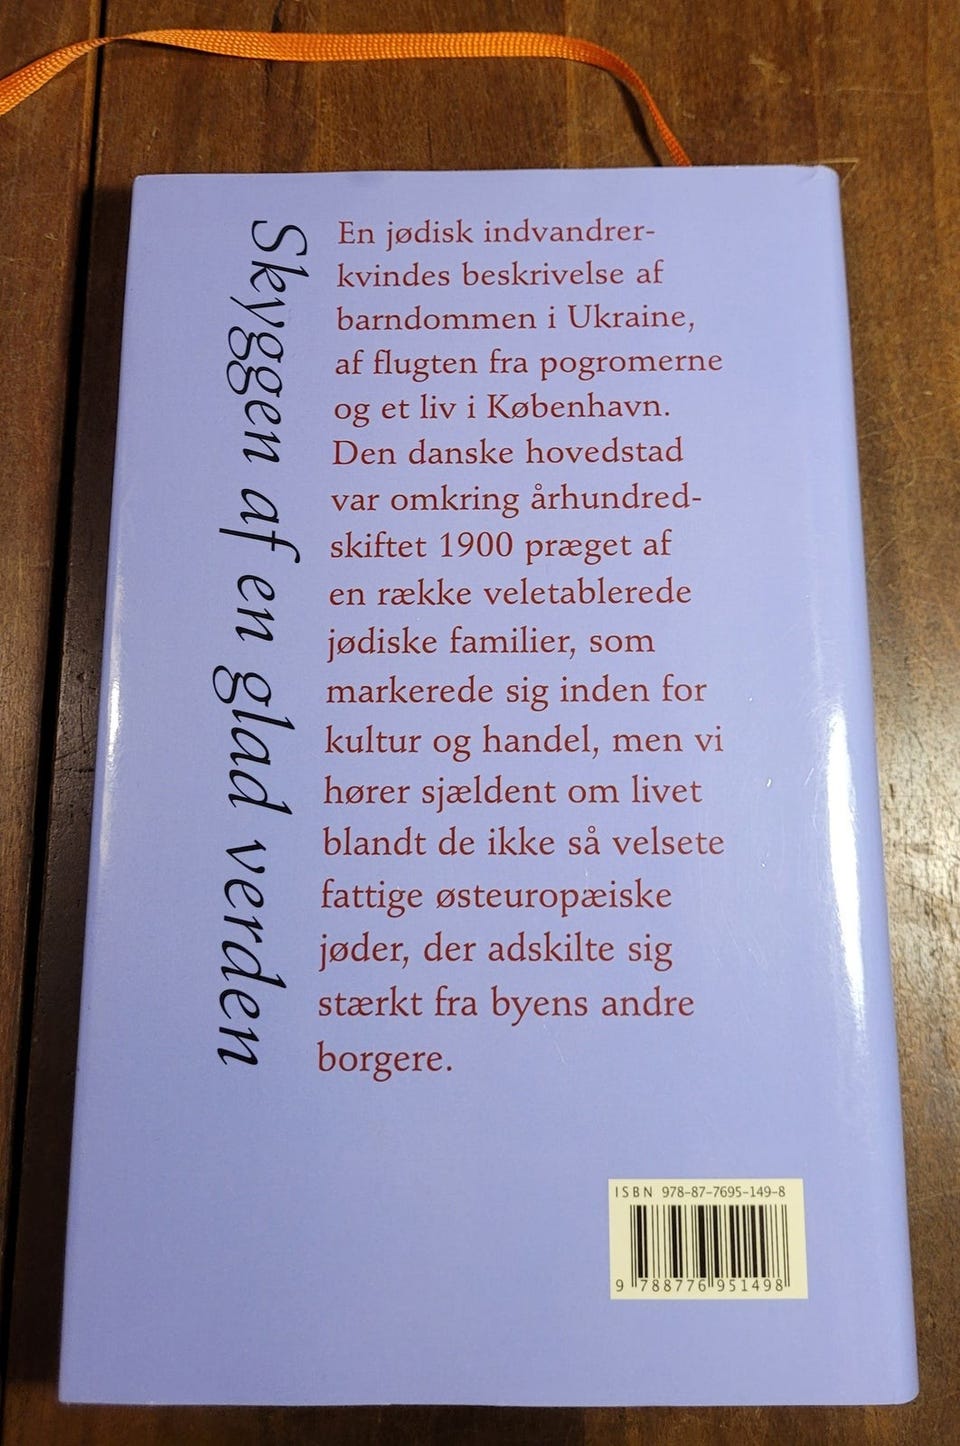 Skyggen af en glad verden
En jødisk indvandrer-
kvindes beskrivelse af
barndommen i Ukraine,
af flugten fra pogromerne
og et liv i København.
Den danske hovedstad
var omkring århundred-
skiftet 1900 præget af
en række veletablerede
jødiske familier, som
markerede sig inden for
kultur og handel, men vi
hører sjældent om livet
blandt de ikke så velsete
fattige østeuropæiske
jøder, der adskilte sig
stærkt fra byens andre
borgere.
ISBN 978-87-7695-149-8
9 788776 951498